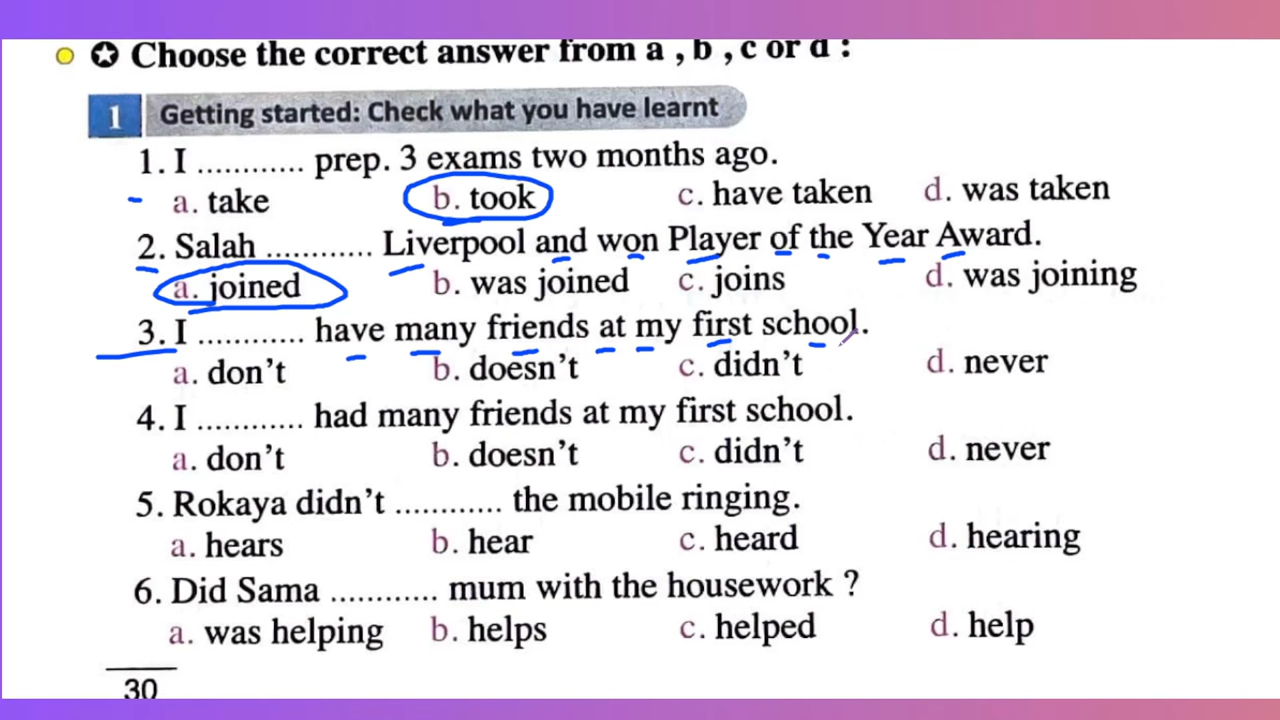 ✪ Choose the correct answer from a , b , c or d :
1 Getting started: Check what you have learnt
1. I ............ prep. 3 exams two months ago.
a. take b. took c. have taken d. was taken
2. Salah ............ Liverpool and won Player of the Year Award.
a. joined b. was joined c. joins d. was joining
3. I ............ have many friends at my first school.
a. don't b. doesn't c. didn't d. never
4. I ............ had many friends at my first school.
a. don't b. doesn't c. didn't d. never
5. Rokaya didn't ............ the mobile ringing.
a. hears b. hear c. heard d. hearing
6. Did Sama ............ mum with the housework ?
a. was helping b. helps c. helped d. help
30